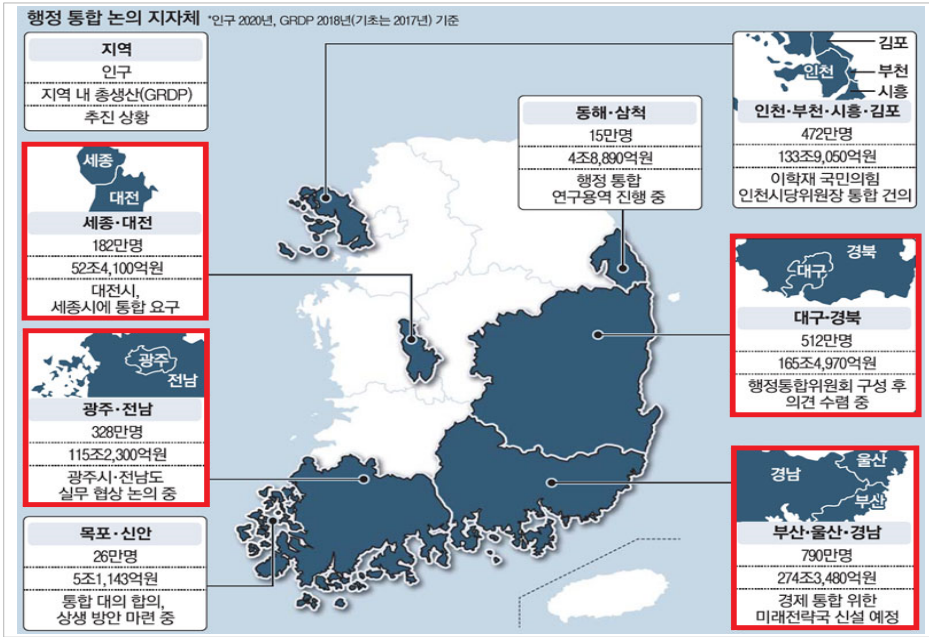 행정 통합 논의 지자체 *인구 2020년, GRDP 2018년(기초는 2017년) 기준
지역
인구
지역 내 총생산(GRDP)
추진 상황
세종
대전
세종·대전
182만명
52조4,100억원
대전시,
세종시에 통합 요구
광주
전남
광주·전남
328만명
115조2,300억원
광주시·전남도
실무 협상 논의 중
목포·신안
26만명
5조1,143억원
통합 대의 합의,
상생 방안 마련 중
동해·삼척
15만명
4조8,890억원
행정 통합
연구용역 진행 중
김포
인천
부천
시흥
인천·부천·시흥·김포
472만명
133조9,050억원
이학재 국민의힘
인천시당위원장 통합 건의
경북
대구
대구·경북
512만명
165조4,970억원
행정통합위원회 구성 후
의견 수렴 중
울산
경남
부산
부산·울산·경남
790만명
274조3,480억원
경제 통합 위한
미래전략국 신설 예정